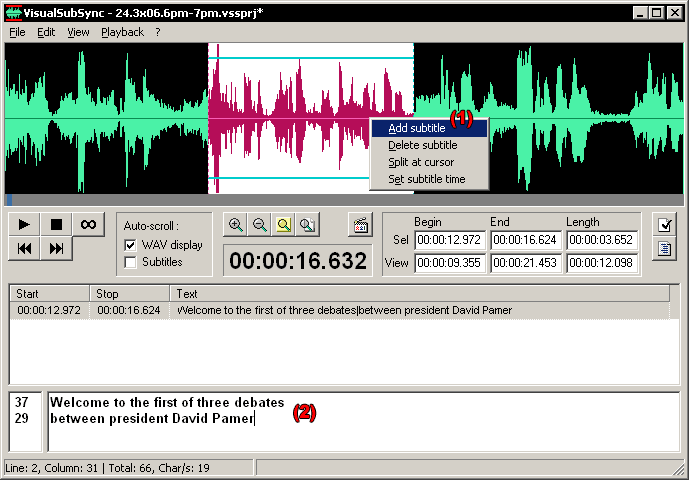 VisualSubSync - 24.3x06.6pm-7pm.vssprj*
File Edit View Playback ?
(1)
Add subtitle
Delete subtitle
Split at cursor
Set subtitle time
Auto-scroll :
WAV display
Subtitles
00:00:16.632
Begin End Length
Sel 00:00:12.972 00:00:16.624 00:00:03.652
View 00:00:09.355 00:00:21.453 00:00:12.098
Start Stop Text
00:00:12.972 00:00:16.624 Welcome to the first of three debates|between president David Pamer
37 Welcome to the first of three debates
29 between president David Pamer (2)
Line: 2, Column: 31 | Total: 66, Char/s: 19